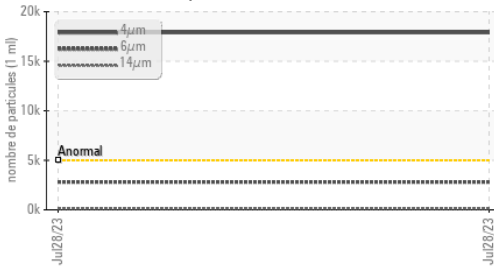 20k
4µm
6µm
15k
14µm
10k
nombre de particules (1 ml)
Anormal
5k
0k
Jul28/23
Jul28/23